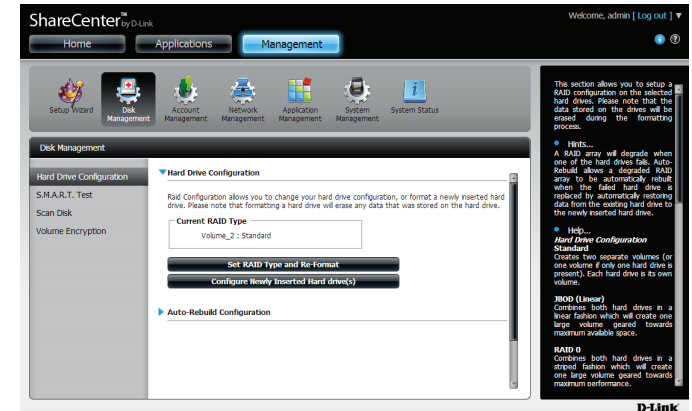 ShareCenter™ by D-Link
Welcome, admin [ Log out ] ▼
Home
Applications
Management
Setup Wizard
Disk
Management
Account
Management
Network
Management
Application
Management
System
Management
System Status
Disk Management
Hard Drive Configuration
S.M.A.R.T. Test
Scan Disk
Volume Encryption
Hard Drive Configuration
Raid Configuration allows you to change your hard drive configuration, or format a newly inserted hard
drive. Please note that formatting a hard drive will erase any data that was stored on the hard drive.
Current RAID Type
Volume_2 : Standard
Set RAID Type and Re-Format
Configure Newly Inserted Hard drive(s)
Auto-Rebuild Configuration
This section allows you to setup a
RAID configuration on the selected
hard drives. Please note that the
data stored on the drives will be
erased during the formatting
process.
Hints...
A RAID array will degrade when
one of the hard drives fails. Auto-
Rebuild allows a degraded RAID
array to be automatically rebuilt
when the failed hard drive is
replaced by automatically restoring
data from the existing hard drive to
the newly inserted hard drive.
Help...
Hard Drive Configuration
Standard
Creates two separate volumes (or
one volume if only one hard drive is
present). Each hard drive is its own
volume.
JBOD (Linear)
Combines both hard drives in a
linear fashion which will create one
large volume geared towards
maximum available space.
RAID 0
Combines both hard drives in a
striped fashion which will create
one large volume geared towards
maximum performance.
D-Link